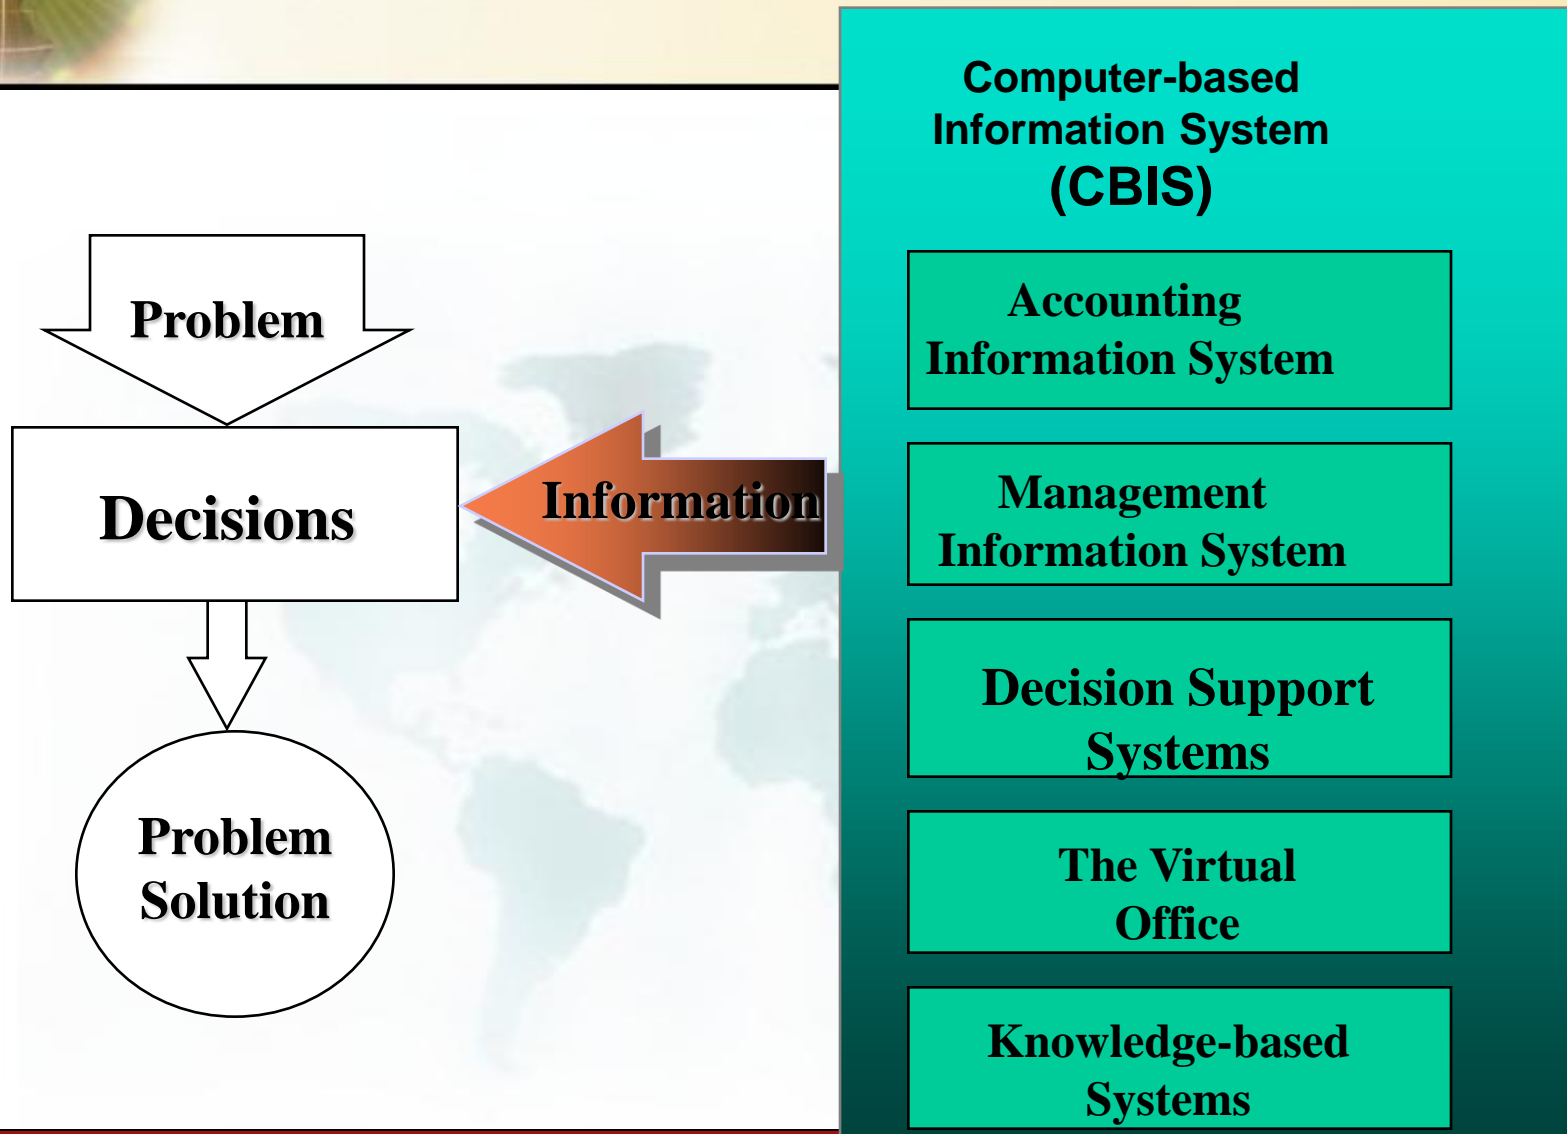 Computer-based
Information System
(CBIS)
Problem
Decisions
Information
Problem
Solution
Accounting
Information System
Management
Information System
Decision Support
Systems
The Virtual
Office
Knowledge-based
Systems